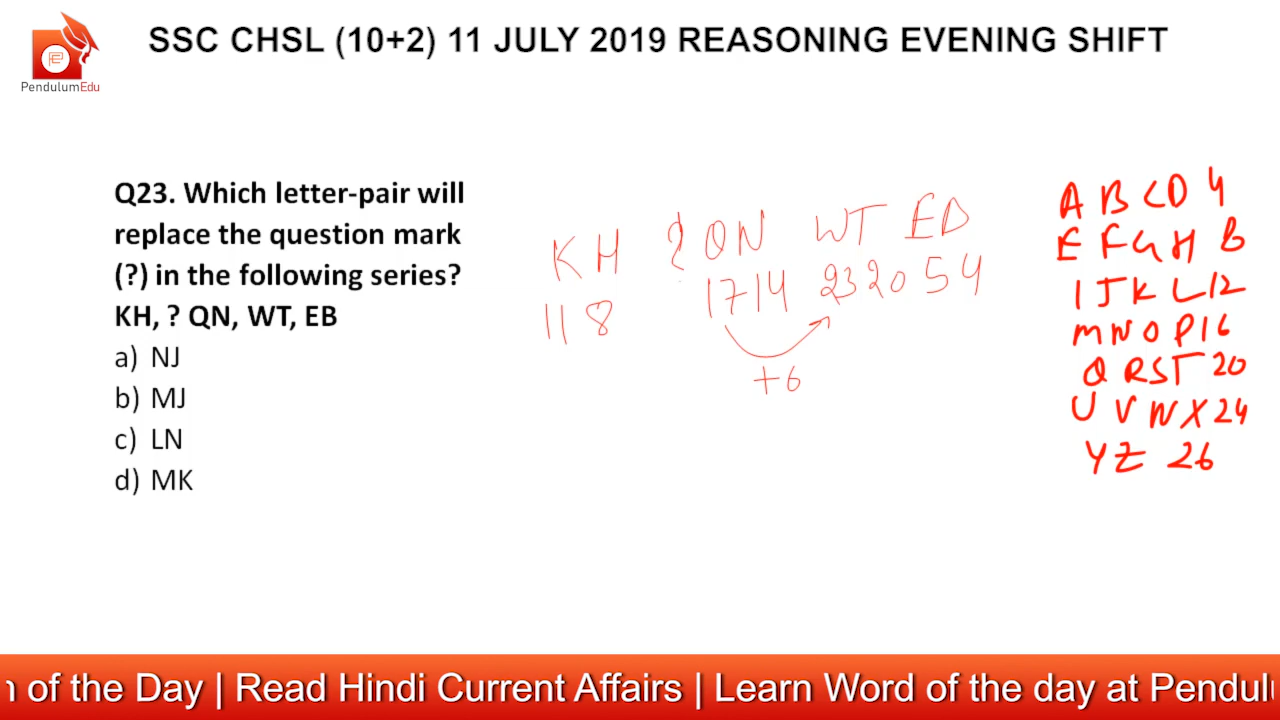 SSC CHSL (10+2) 11 JULY 2019 REASONING EVENING SHIFT
PendulumEdu
Q23. Which letter-pair will
replace the question mark
(?) in the following series?
KH, ? QN, WT, EB
a) NJ
b) MJ
c) LN
d) MK
KH ? QN WT ED
11 8 17 14 23 20 5 4
+6
A B C D 4
E F G H 8
I J K L 12
M N O P 16
Q R S T 20
U V W X 24
Y Z 26
n of the Day | Read Hindi Current Affairs | Learn Word of the day at Pendul